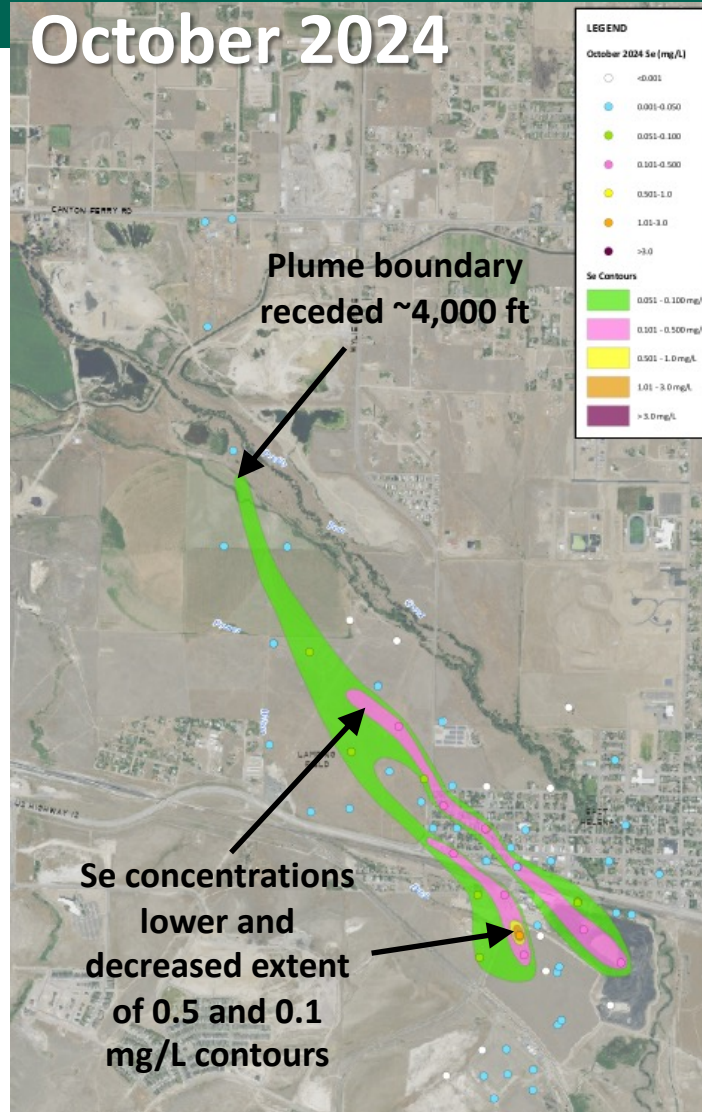 October 2024
LEGEND
October 2024 Se (mg/L)
<0.001
0.001-0.050
0.051-0.100
0.101-0.500
0.501-1.0
1.01-3.0
>3.0
Se Contours
0.051 - 0.100 mg/
0.101 - 0.500 mg/
0.501 - 1.0 mg/L
1.01 - 3.0 mg/L
> 3.0 mg/L
CANYON FERRY RD
Plume boundary
receded ~4,000 ft
US HIGHWAY 12
EAST
HELENA
Se concentrations
lower and
decreased extent
of 0.5 and 0.1
mg/L contours